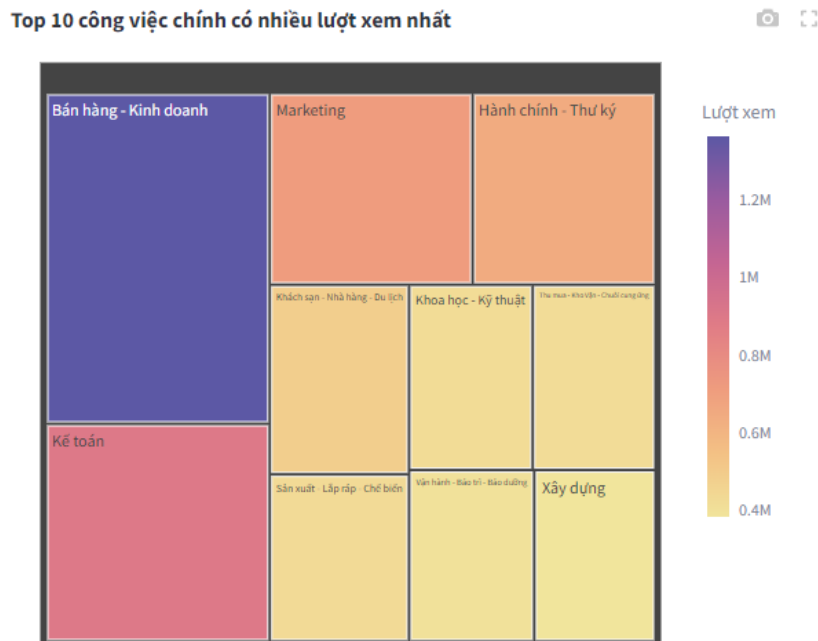 Top 10 công việc chính có nhiều lượt xem nhất
Bán hàng - Kinh doanh
Marketing
Hành chính - Thư ký
Lượt xem
1.2M
1M
0.8M
0.6M
0.4M
Khách sạn - Nhà hàng - Du lịch
Khoa học - Kỹ thuật
Thu mua - Kho Vận - Chuỗi cung ứng
Kế toán
Sản xuất - Lắp ráp - Chế biến
Vận hành - Bảo trì - Bảo dưỡng
Xây dựng